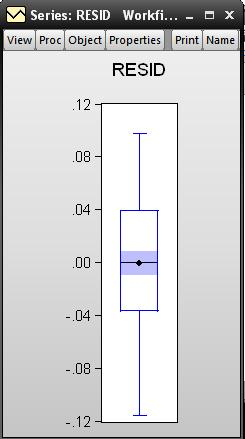 Series: RESID Workfi...
View Proc Object Properties Print Name
RESID
.12
.08
.04
.00
-.04
-.08
-.12